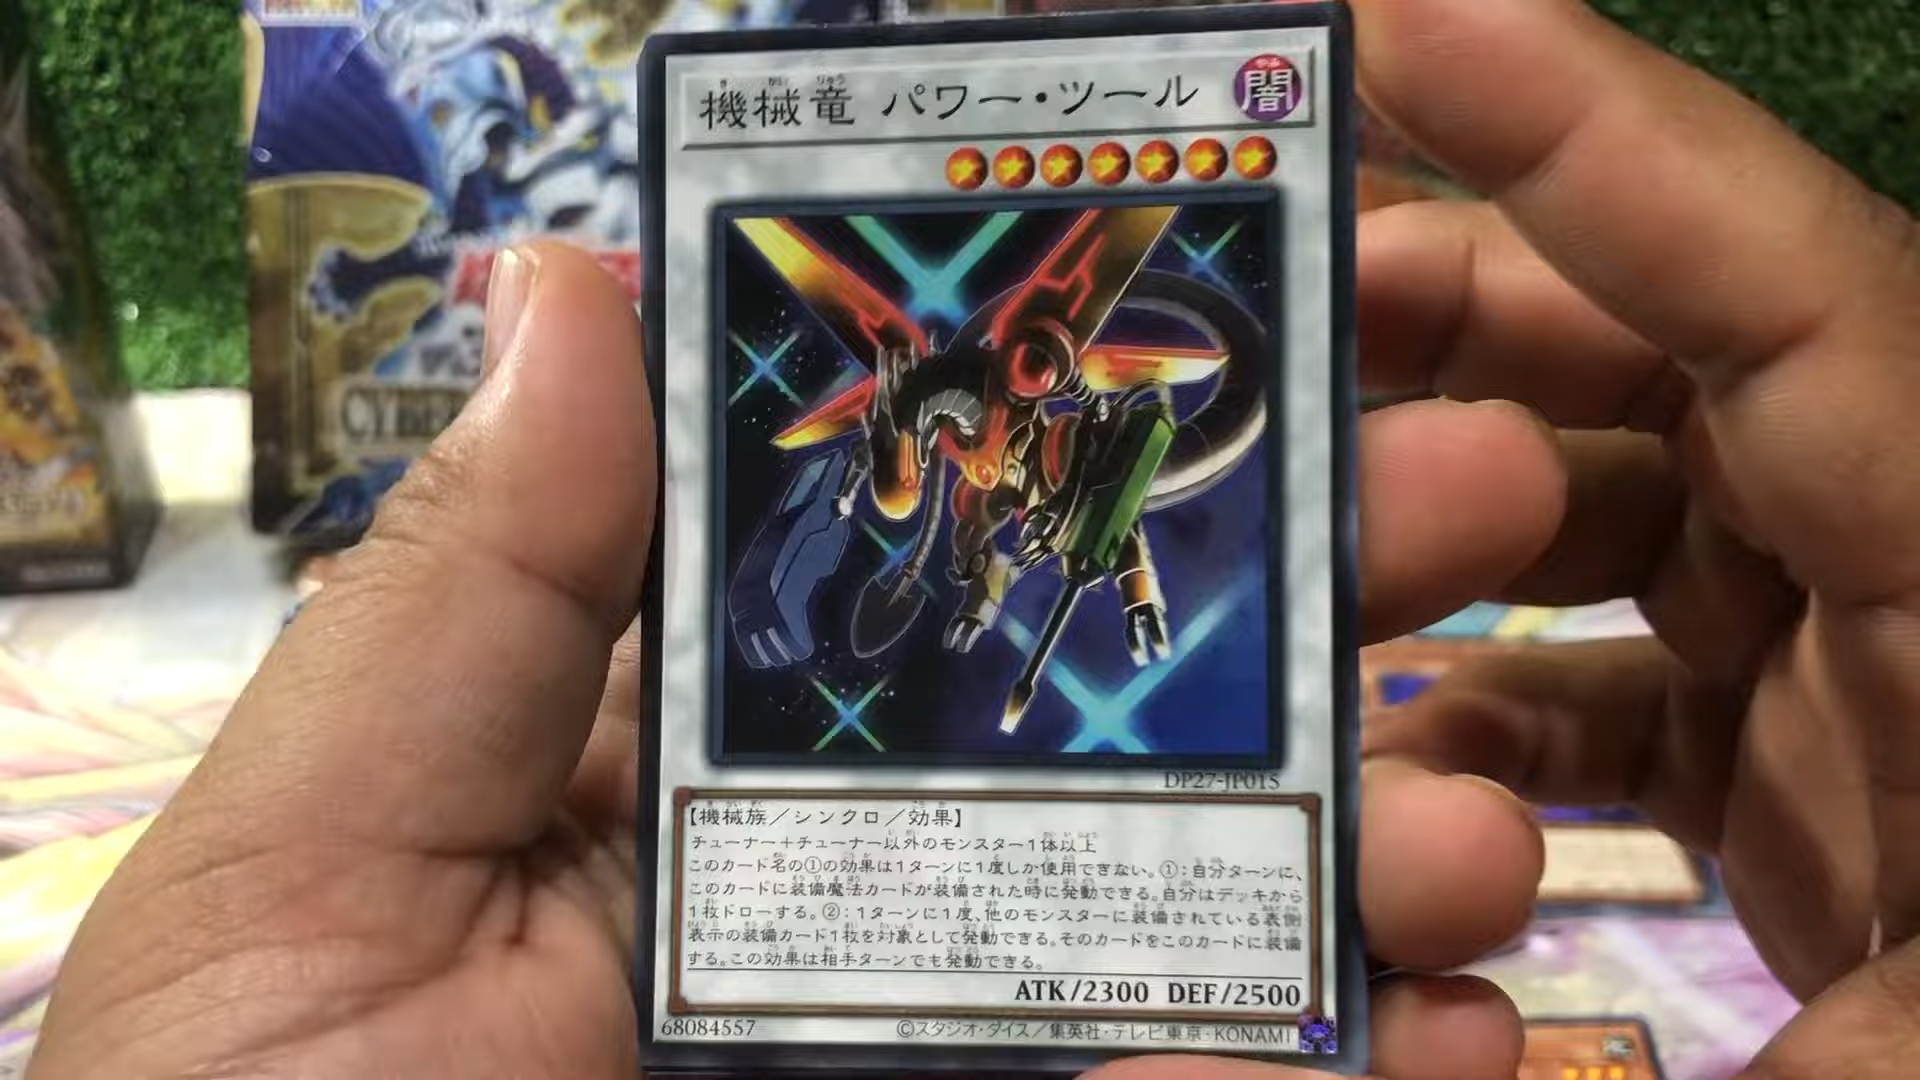 機械竜 パワー・ツール
闇
DP27-JP015
【機械族／シンクロ／効果】
チューナー＋チューナー以外のモンスター1体以上
このカード名の①の効果は1ターンに1度しか使用できない。①：自分ターンに、
このカードに装備魔法カードが装備された時に発動できる。自分はデッキから
1枚ドローする。②：1ターンに1度、他のモンスターに装備されている表側
表示の装備カード1枚を対象として発動できる。そのカードをこのカードに装備
する。この効果は相手ターンでも発動できる。
ATK/2300 DEF/2500
68084557 ©スタジオ・ダイス／集英社・テレビ東京・KONAMI
CYBE